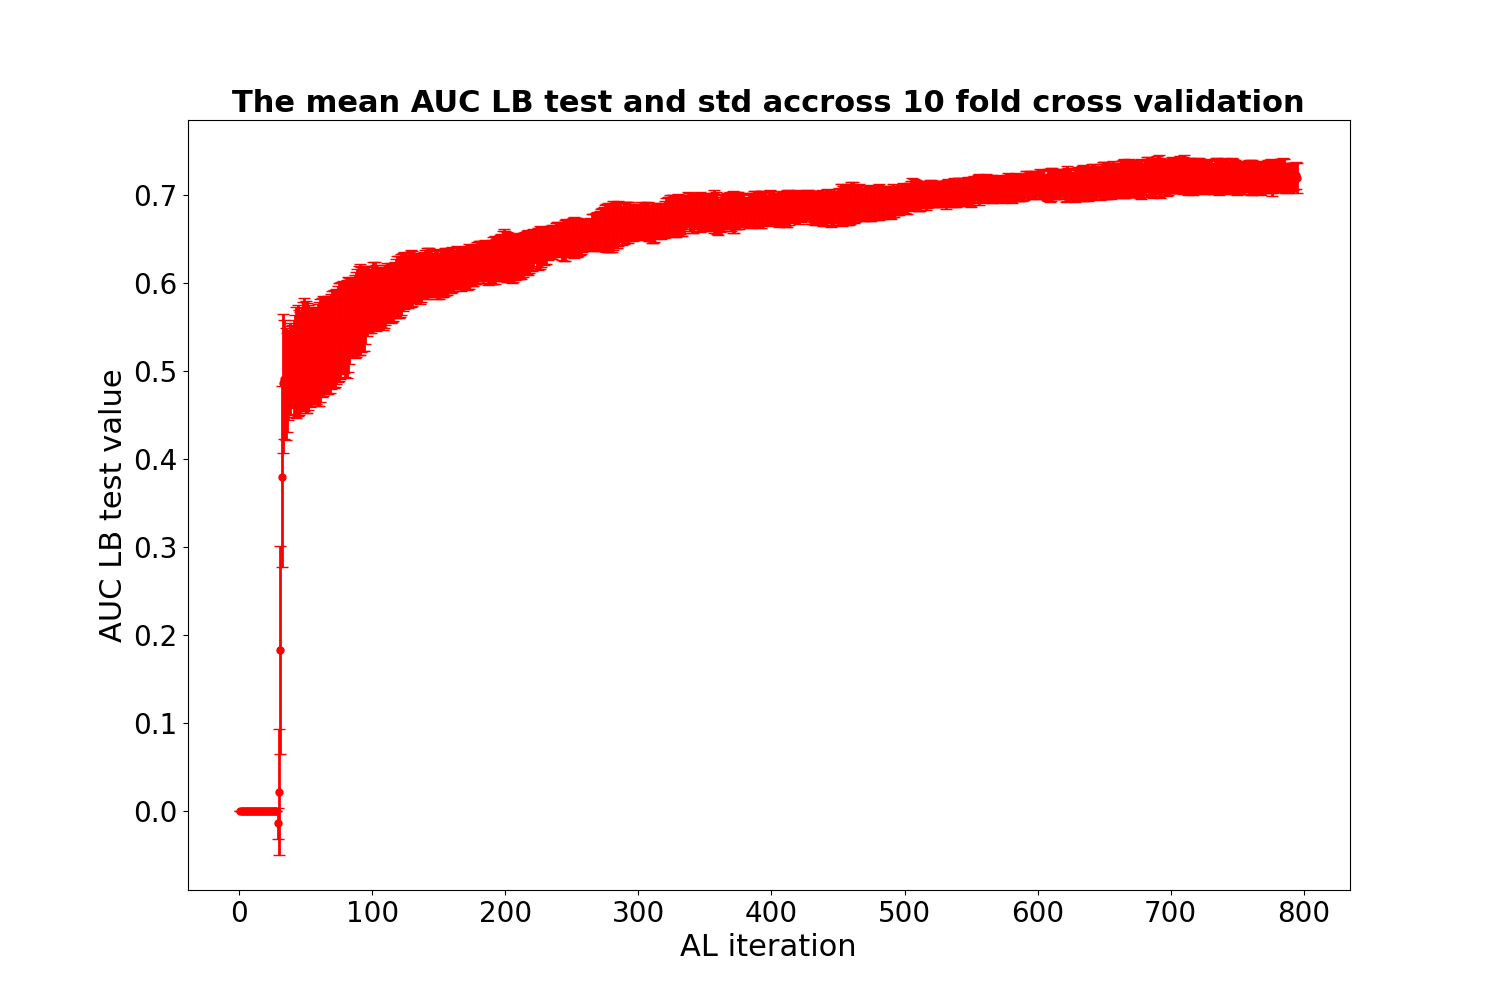 The mean AUC LB test and std accross 10 fold cross validation
0.7
0.6
0.5
0.4
0.3
0.2
0.1
0.0
AUC LB test value
0 100 200 300 400 500 600 700 800
AL iteration